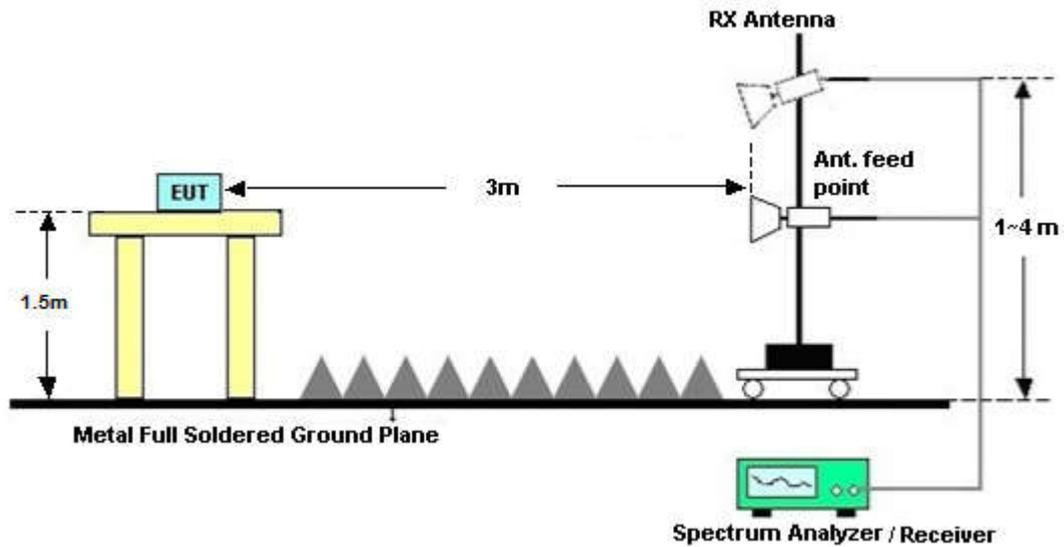 RX Antenna
Ant. feed
point
EUT
3m
1~4 m
1.5m
Metal Full Soldered Ground Plane
Spectrum Analyzer / Receiver